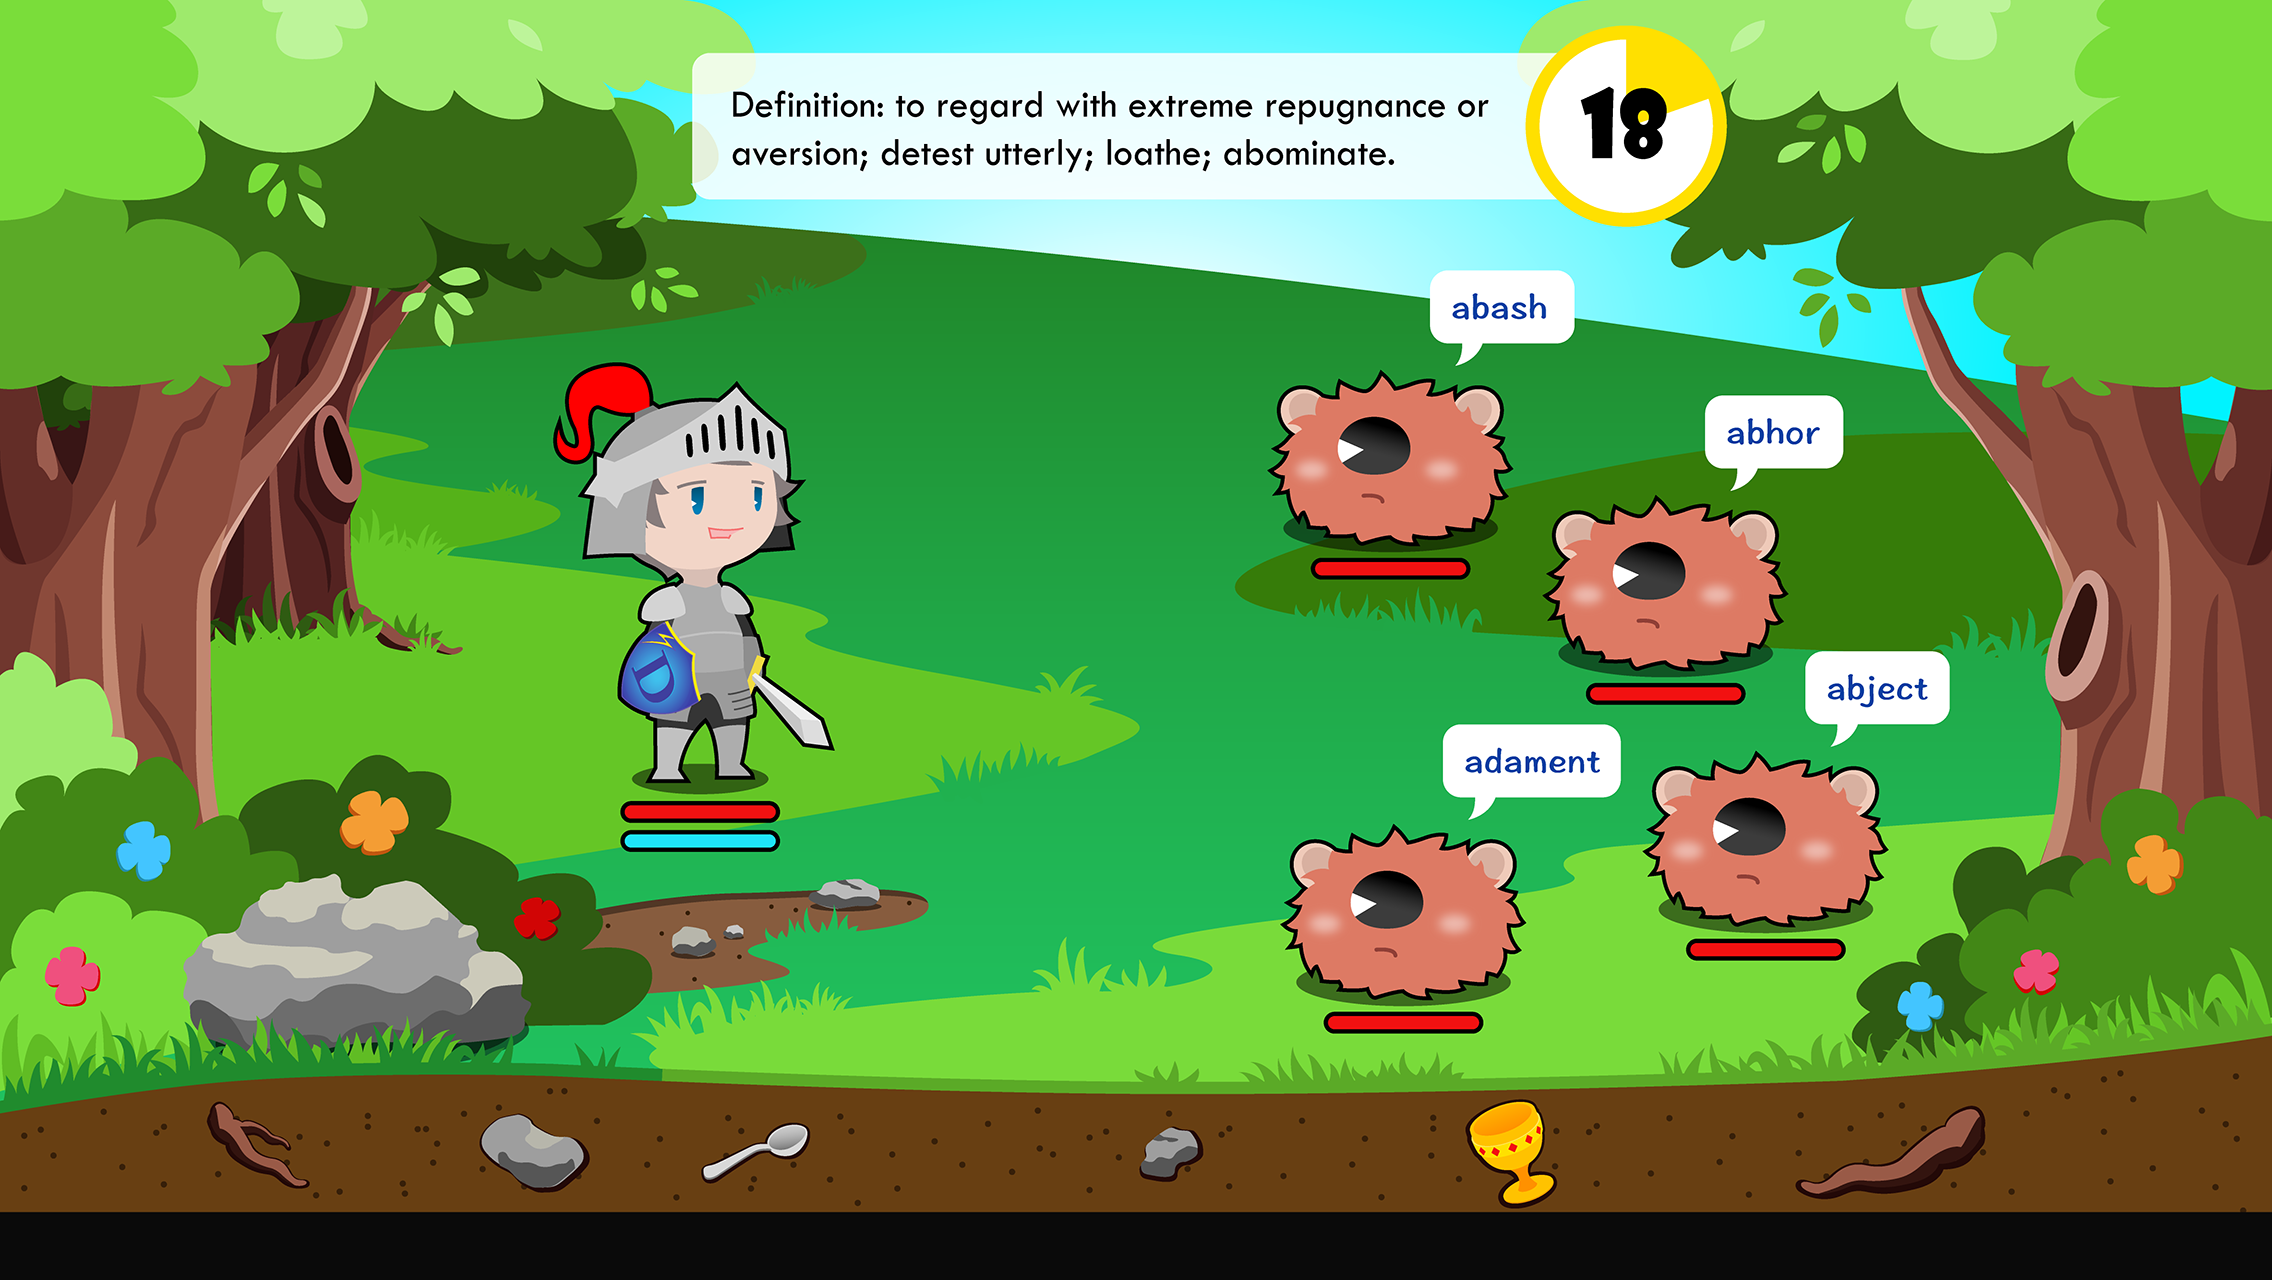 Definition: to regard with extreme repugnance or
aversion; detest utterly; loathe; abominate.
18
abash
abhor
abject
adament
D